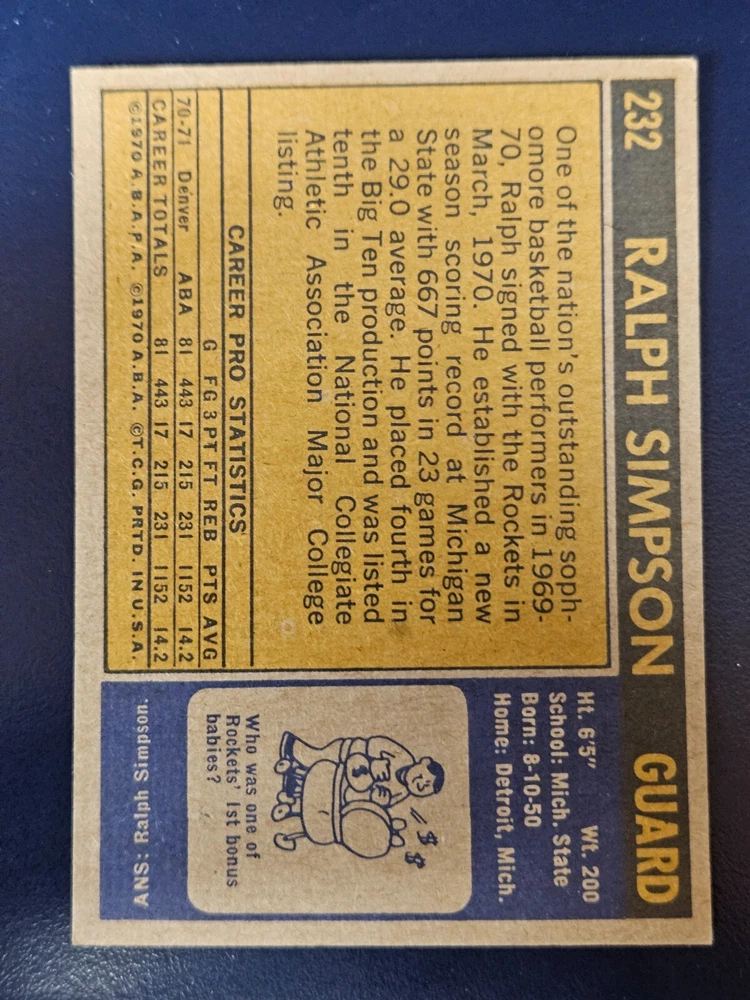 232 RALPH SIMPSON GUARD
One of the nation's outstanding soph-
omore basketball performers in 1969-
70, Ralph signed with the Rockets in
March, 1970. He established a new
season scoring record at Michigan
State with 667 points in 23 games for
a 29.0 average. He placed fourth in
the Big Ten production and was listed
tenth in the National Collegiate
Athletic Association Major College
listing.
CAREER PRO STATISTICS
G FG 3PT FT REB PTS AVG
70-71 Denver ABA 81 443 17 215 231 1152 14.2
CAREER TOTALS 81 443 17 215 231 1152 14.2
©1970 A.B.A.P.A. ©1970 A.B.A. ©T.C.G. PRTD. IN U.S.A.
Ht. 6'5" Wt. 200
School: Mich. State
Born: 8-10-50
Home: Detroit, Mich.
$ $
$
Who was one of
Rockets' 1st bonus
babies?
ANS: Ralph Simpson.